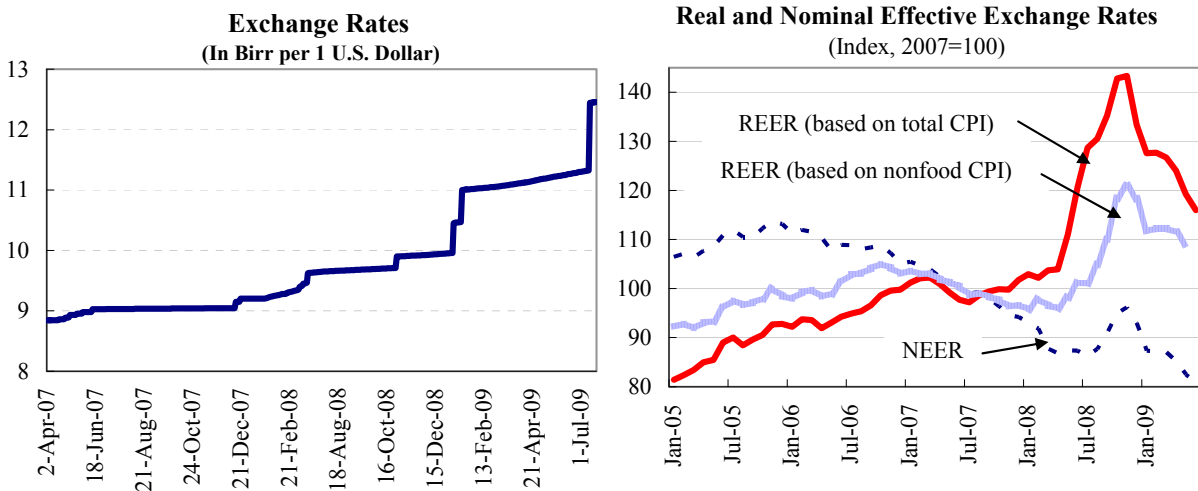 Exchange Rates
(In Birr per 1 U.S. Dollar)
13
12
11
10
9
8
2-Apr-07
18-Jun-07
21-Aug-07
24-Oct-07
21-Dec-07
21-Feb-08
18-Aug-08
16-Oct-08
15-Dec-08
13-Feb-09
21-Apr-09
1-Jul-09
Real and Nominal Effective Exchange Rates
(Index, 2007=100)
140
130
120
110
100
90
80
REER (based on total CPI)
REER (based on nonfood CPI)
NEER
Jan-05
Jul-05
Jan-06
Jul-06
Jan-07
Jul-07
Jan-08
Jul-08
Jan-09